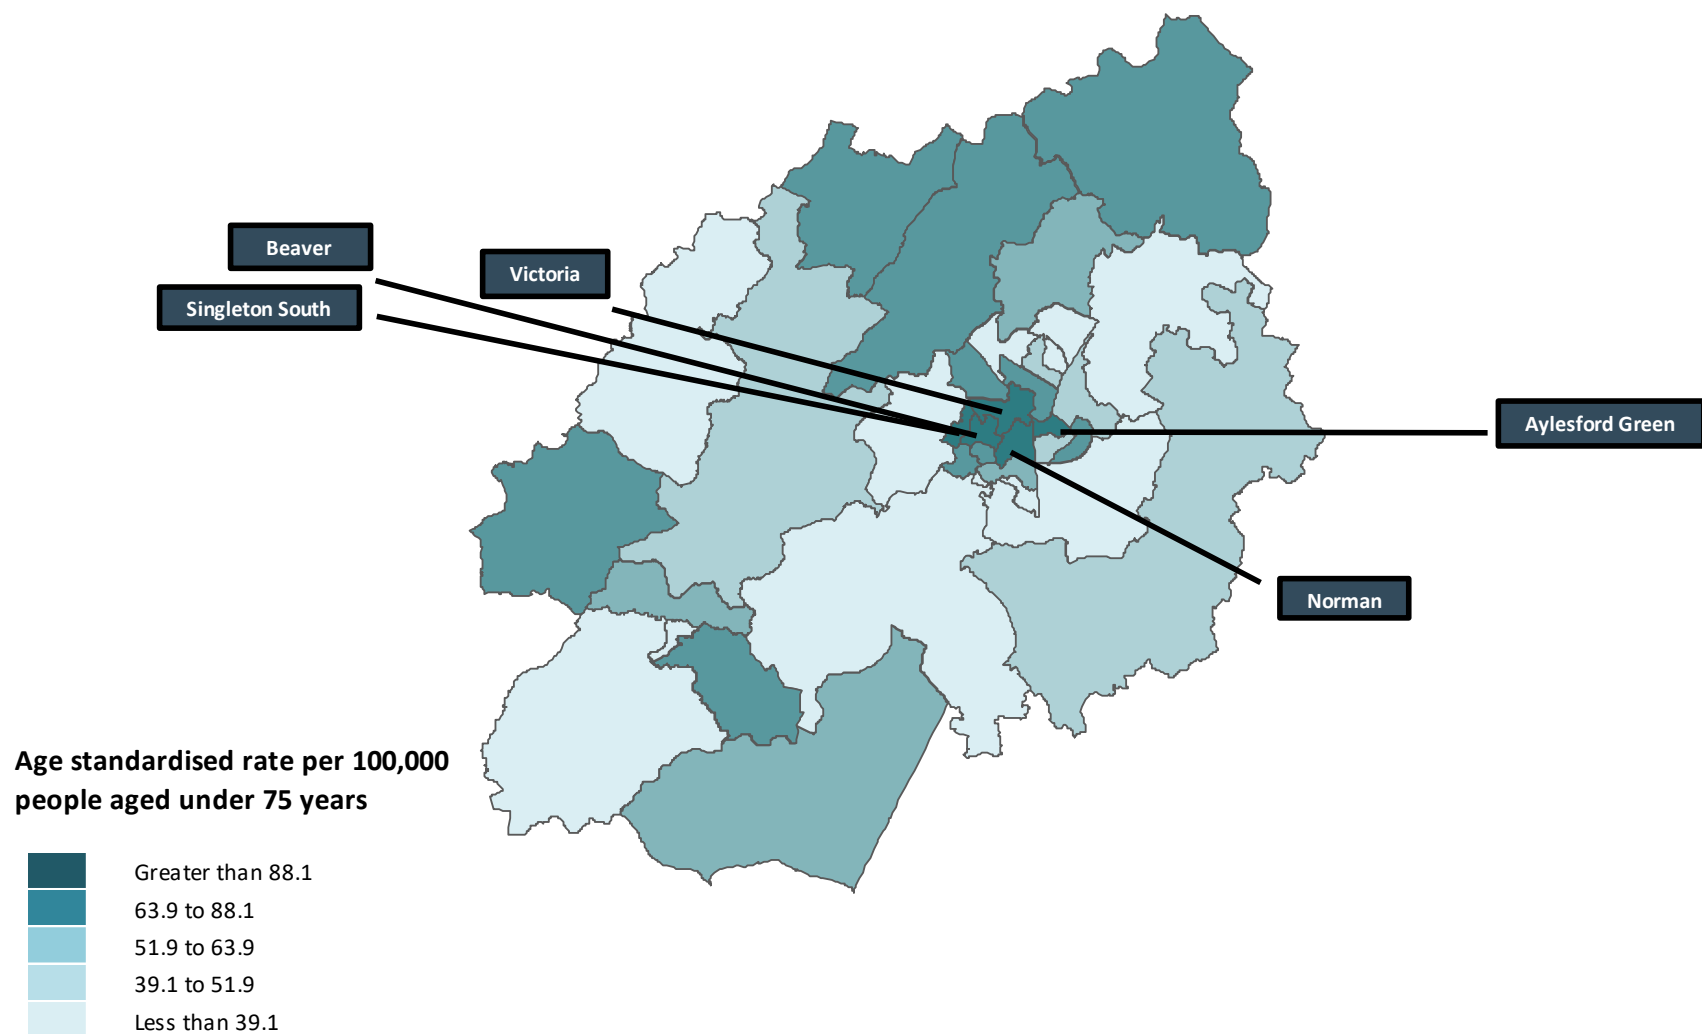 Beaver
Victoria
Singleton South
Aylesford Green
Norman
Age standardised rate per 100,000
people aged under 75 years
Greater than 88.1
63.9 to 88.1
51.9 to 63.9
39.1 to 51.9
Less than 39.1